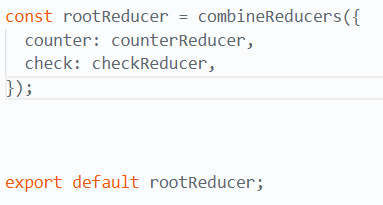 const rootReducer = combineReducers({
  counter: counterReducer,
  check: checkReducer,
});
export default rootReducer;